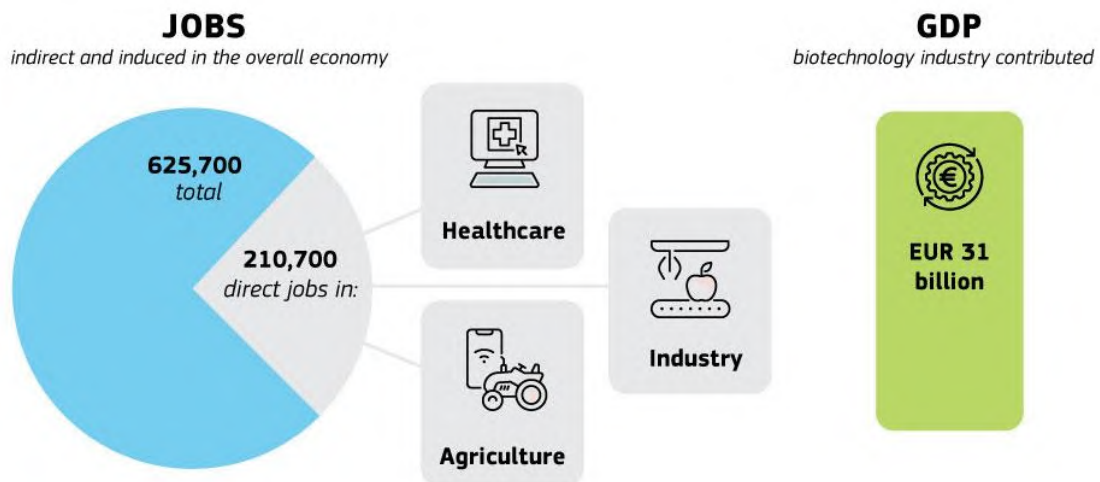 JOBS
indirect and induced in the overall economy
625,700
total
210,700
direct jobs in:
Healthcare
Industry
Agriculture
GDP
biotechnology industry contributed
€
EUR 31
billion